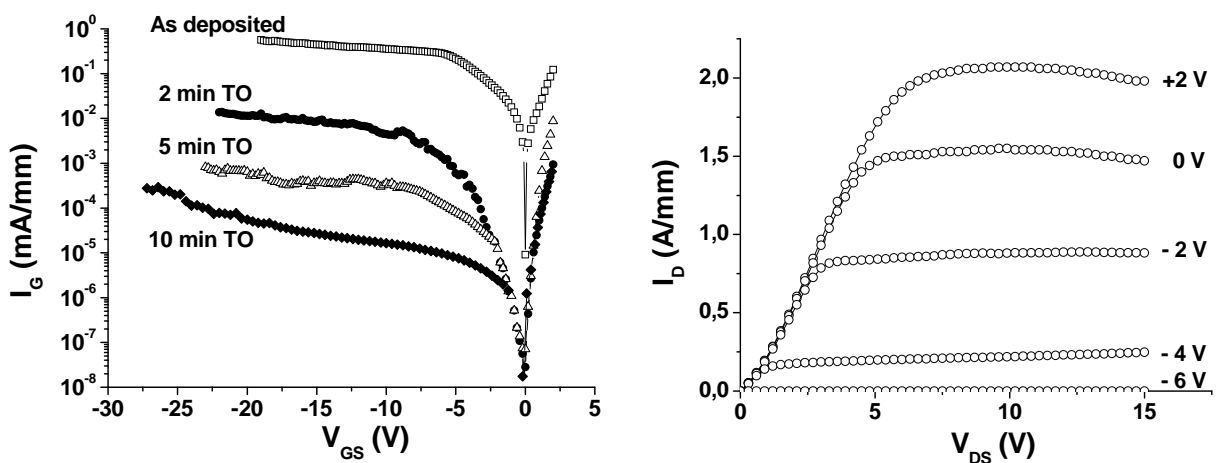 As deposited
2 min TO
5 min TO
10 min TO
10⁰
10⁻¹
10⁻²
10⁻³
10⁻⁴
10⁻⁵
10⁻⁶
10⁻⁷
10⁻⁸
I_G (mA/mm)
-30 -25 -20 -15 -10 -5 0 5
V_GS (V)
2,0
1,5
1,0
0,5
0,0
I_D (A/mm)
+2 V
0 V
- 2 V
- 4 V
- 6 V
0 5 10 15
V_DS (V)